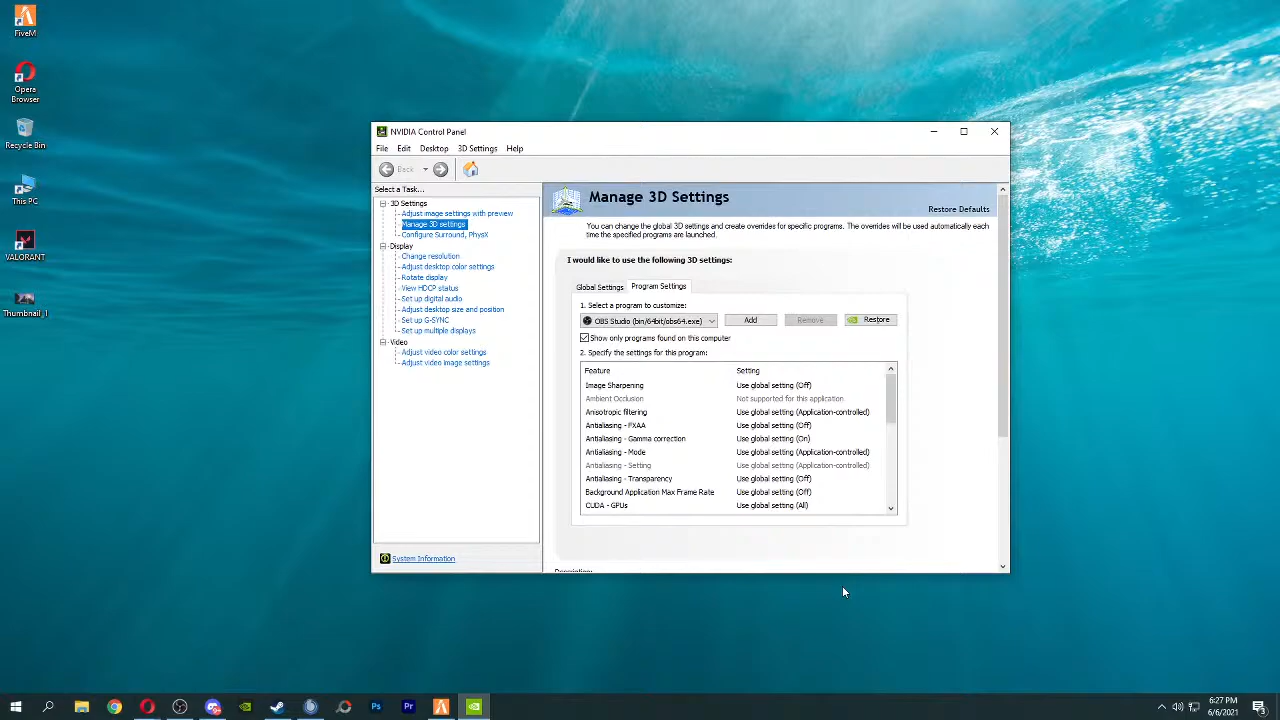 FiveM
Opera
Browser
Recycle Bin
This PC
VALORANT
Thumbnail_1
NVIDIA Control Panel
File Edit Desktop 3D Settings Help
Back
Select a Task...
3D Settings
Adjust image settings with preview
Manage 3D settings
Configure Surround, PhysX
Display
Change resolution
Adjust desktop color settings
Rotate display
View HDCP status
Set up digital audio
Adjust desktop size and position
Set up G-SYNC
Set up multiple displays
Video
Adjust video color settings
Adjust video image settings
System Information
Manage 3D Settings
Restore Defaults
You can change the global 3D settings and create overrides for specific programs. The overrides will be used automatically each
time the specified programs are launched.
I would like to use the following 3D settings:
Global Settings Program Settings
1. Select a program to customize:
OBS Studio (bin/64bit/obs64.exe) Add Remove Restore
Show only programs found on this computer
2. Specify the settings for this program:
Feature Setting
Image Sharpening Use global setting (Off)
Ambient Occlusion Not supported for this application
Anisotropic filtering Use global setting (Application-controlled)
Antialiasing - FXAA Use global setting (Off)
Antialiasing - Gamma correction Use global setting (On)
Antialiasing - Mode Use global setting (Application-controlled)
Antialiasing - Setting Use global setting (Application-controlled)
Antialiasing - Transparency Use global setting (Off)
Background Application Max Frame Rate Use global setting (Off)
CUDA - GPUs Use global setting (All)
Description:
Ps Pr
6:27 PM
6/6/2021
3